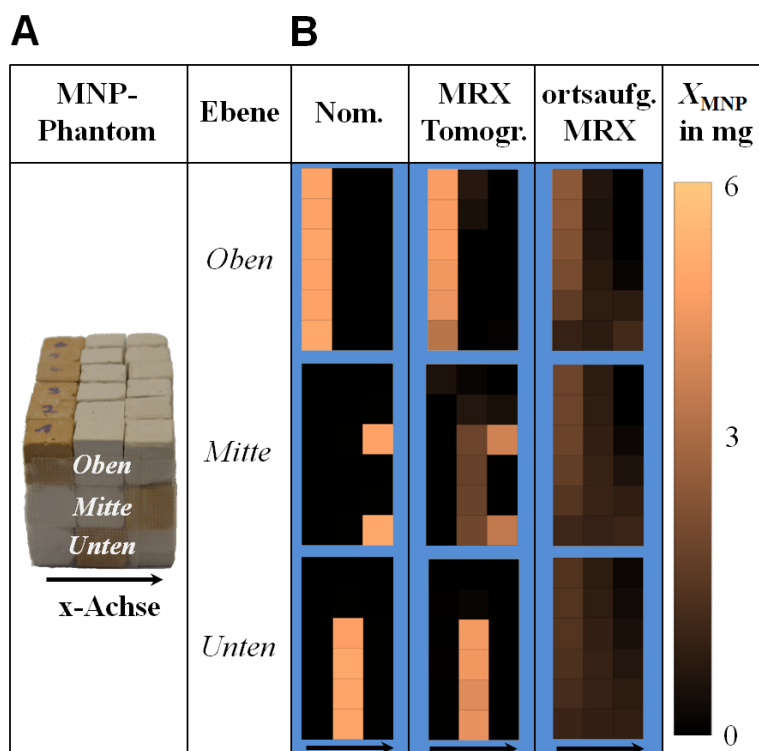 A
B
MNP-
Phantom
Ebene
Nom.
MRX
Tomogr.
ortsaufg.
MRX
X_MNP
in mg
Oben
Mitte
Unten
Oben
Mitte
Unten
x-Achse
6
3
0